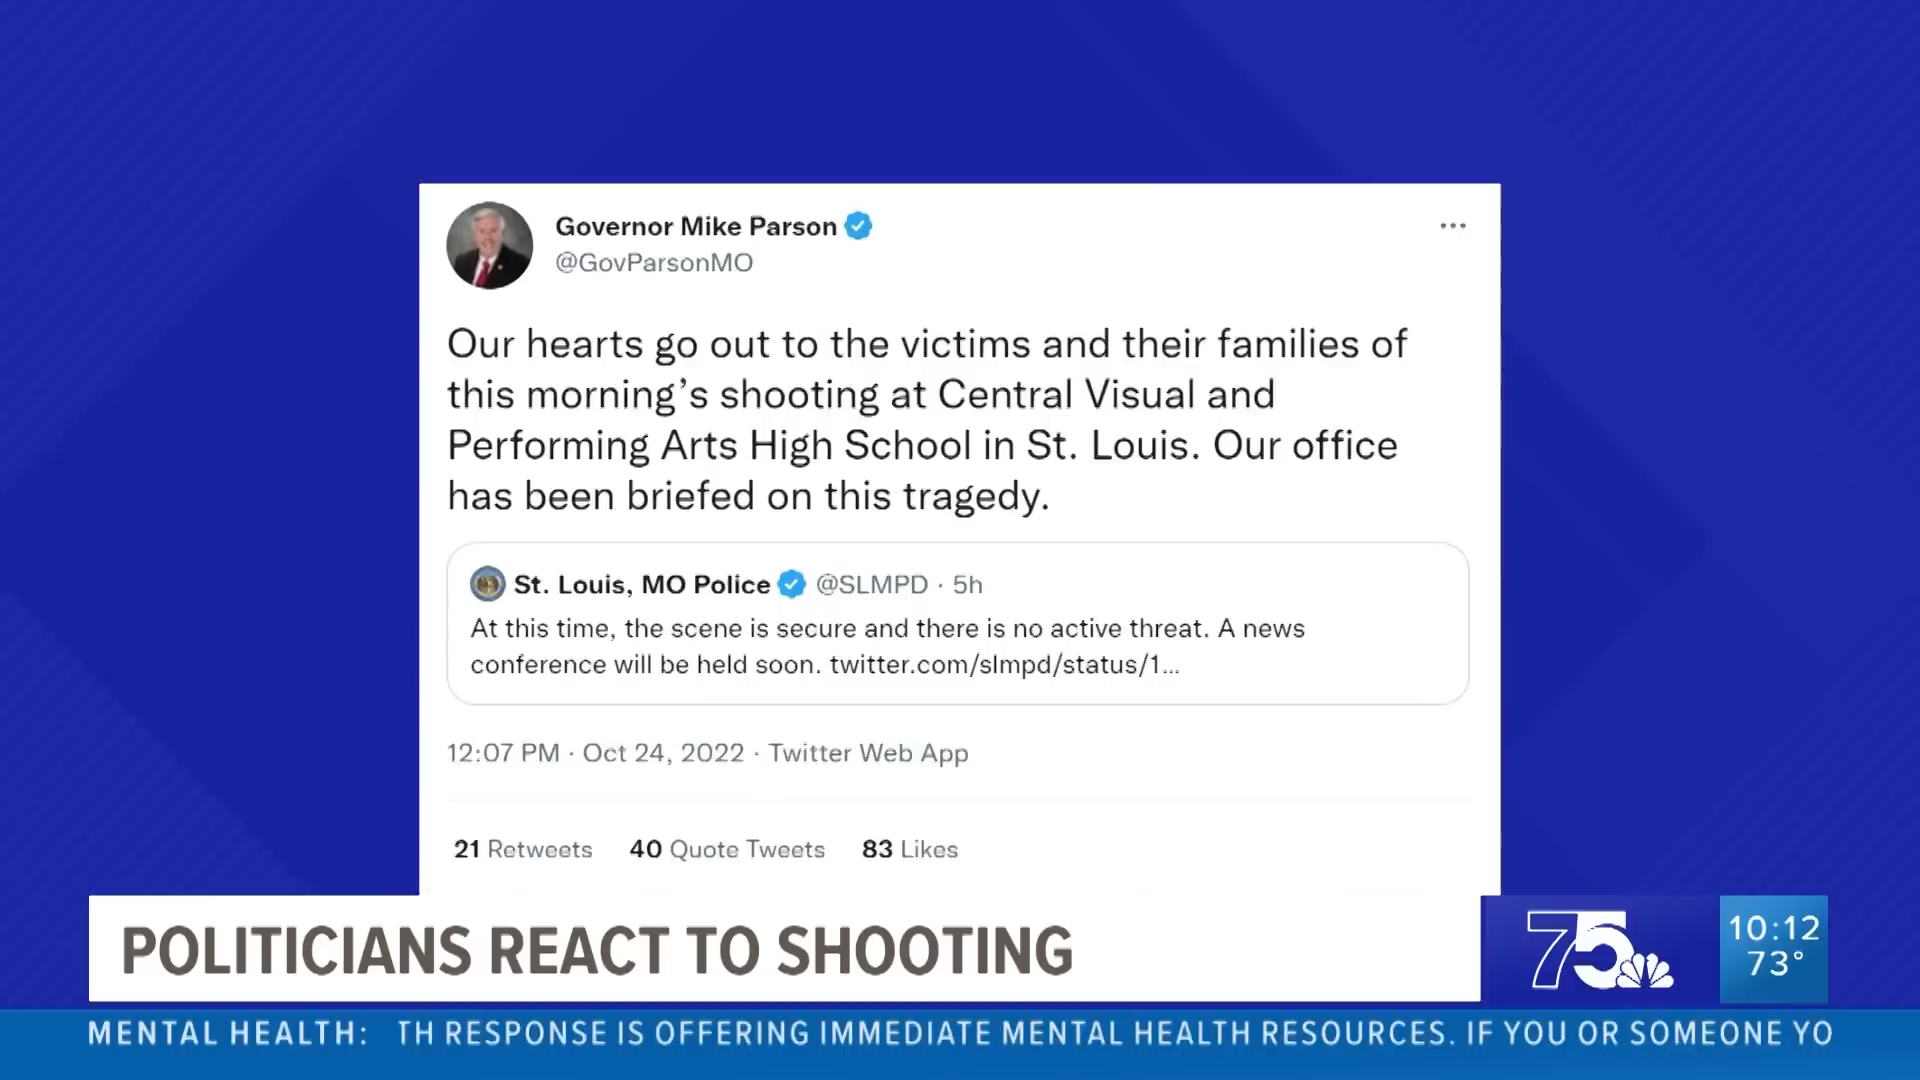 Governor Mike Parson
@GovParsonMO
Our hearts go out to the victims and their families of
this morning’s shooting at Central Visual and
Performing Arts High School in St. Louis. Our office
has been briefed on this tragedy.
St. Louis, MO Police @SLMPD · 5h
At this time, the scene is secure and there is no active threat. A news
conference will be held soon. twitter.com/slmpd/status/1...
12:07 PM · Oct 24, 2022 · Twitter Web App
21 Retweets 40 Quote Tweets 83 Likes
POLITICIANS REACT TO SHOOTING
75
10:12
73°
MENTAL HEALTH: TH RESPONSE IS OFFERING IMMEDIATE MENTAL HEALTH RESOURCES. IF YOU OR SOMEONE YO